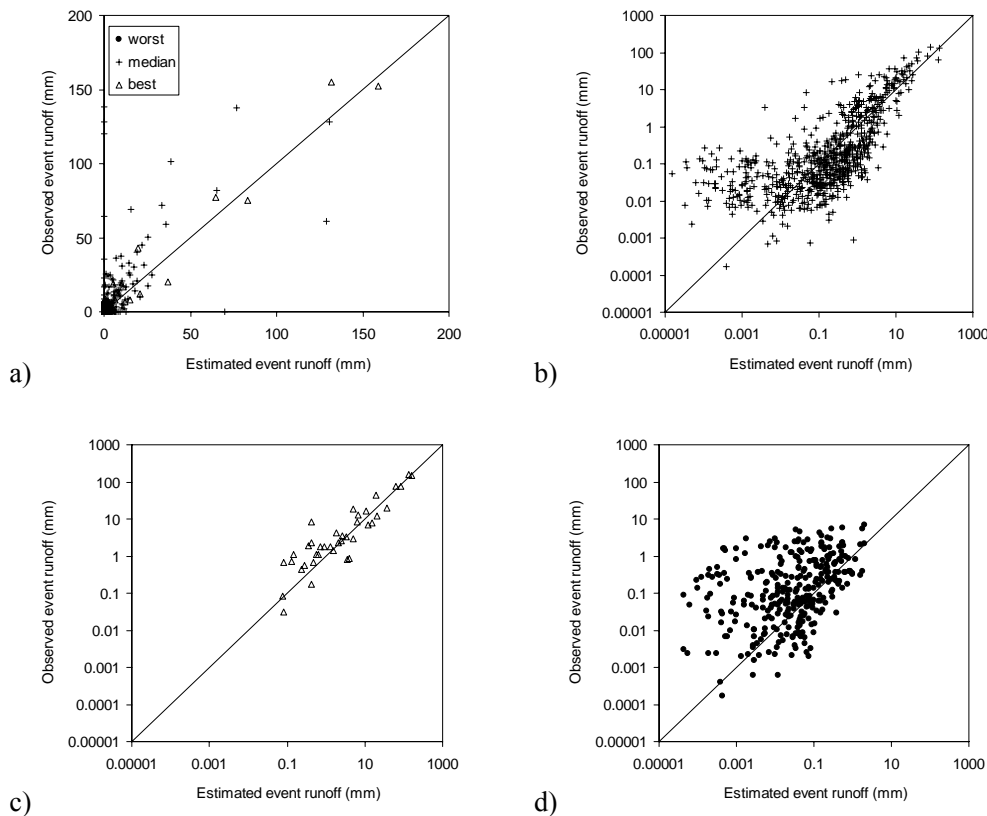 200
150
100
50
0
Observed event runoff (mm)
worst
median
best
0 50 100 150 200
Estimated event runoff (mm)
a)
1000
100
10
1
0.1
0.01
0.001
0.0001
0.00001
Observed event runoff (mm)
0.00001 0.001 0.1 10 1000
Estimated event runoff (mm)
b)
1000
100
10
1
0.1
0.01
0.001
0.0001
0.00001
Observed event runoff (mm)
0.00001 0.001 0.1 10 1000
Estimated event runoff (mm)
c)
1000
100
10
1
0.1
0.01
0.001
0.0001
0.00001
Observed event runoff (mm)
0.00001 0.001 0.1 10 1000
Estimated event runoff (mm)
d)